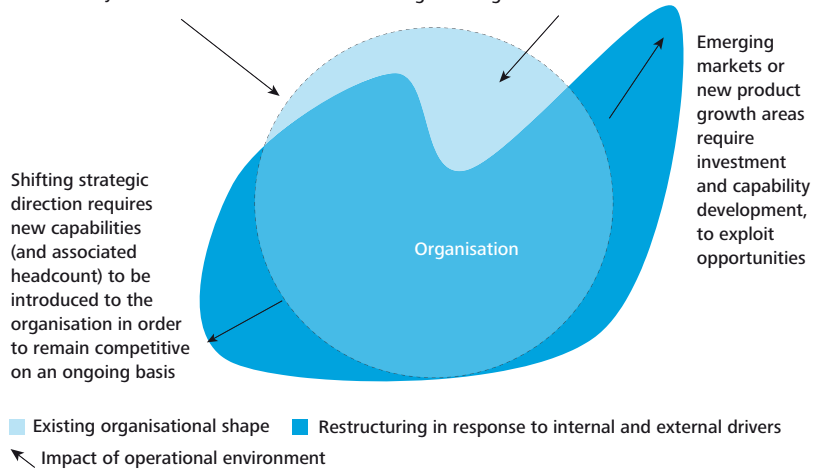 Emerging
markets or
new product
growth areas
require
investment
and capability
development,
to exploit
opportunities
Shifting strategic
direction requires
new capabilities
(and associated
headcount) to be
introduced to the
organisation in order
to remain competitive
on an ongoing basis
Organisation
Existing organisational shape
Restructuring in response to internal and external drivers
Impact of operational environment